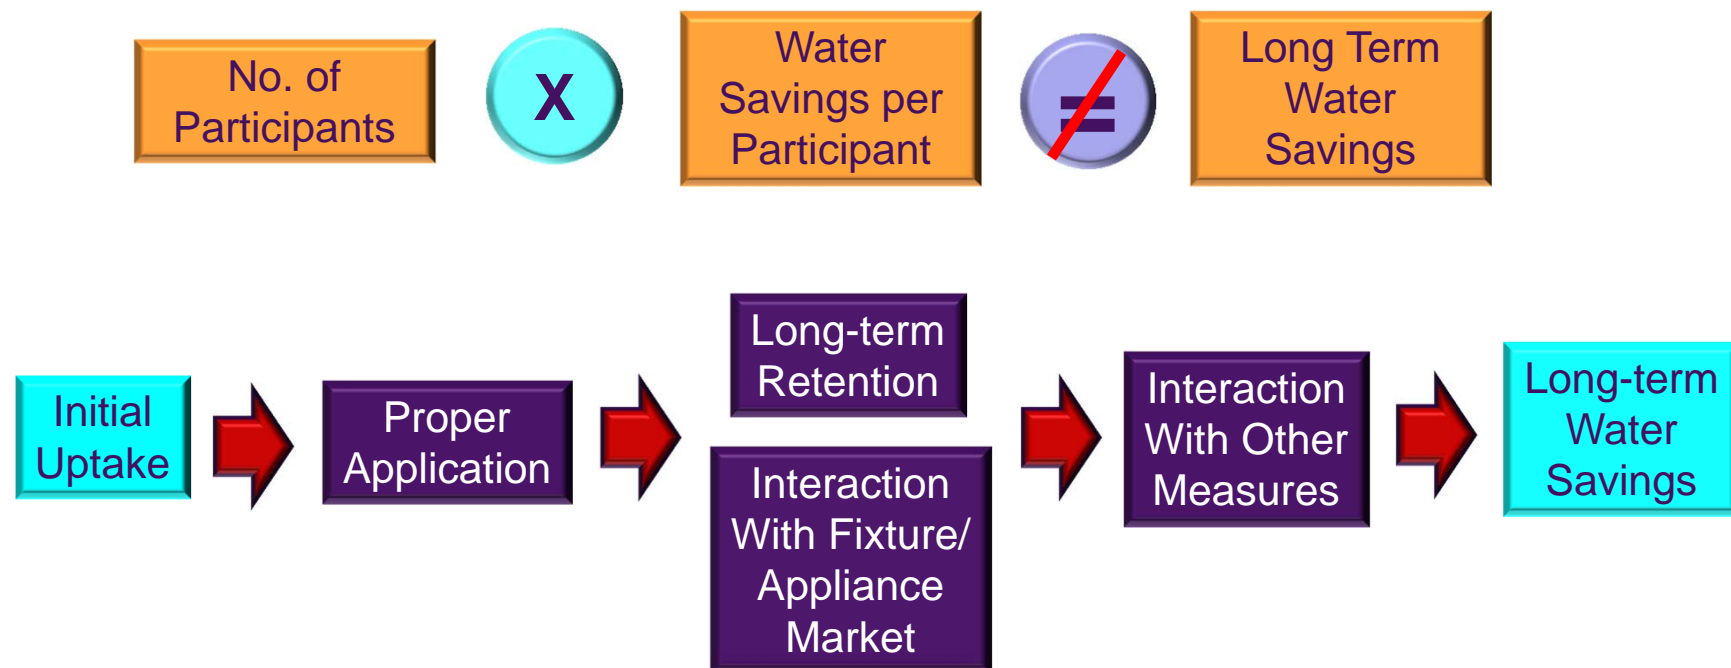 No. of
Participants
X
Water
Savings per
Participant
=
Long Term
Water
Savings
Initial
Uptake
Proper
Application
Long-term
Retention
Interaction
With Fixture/
Appliance
Market
Interaction
With Other
Measures
Long-term
Water
Savings